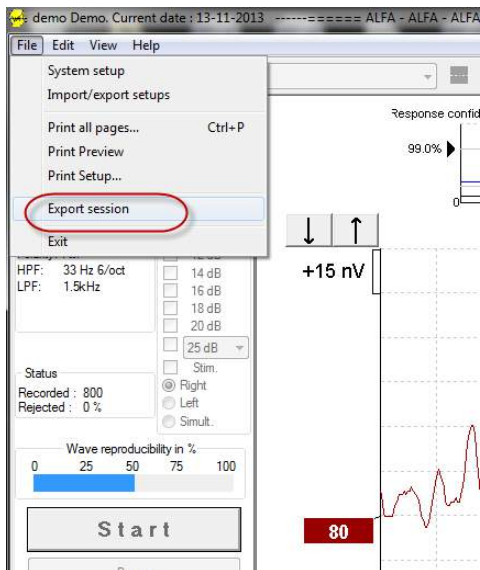 demo Demo. Current date : 13-11-2013 ------====== ALFA - ALFA - ALFA
File Edit View Help
System setup
Import/export setups
Print all pages... Ctrl+P
Print Preview
Print Setup...
Export session
Exit
Response confid
99.0%
0
+15 nV
HPF: 33 Hz 6/oct
LPF: 1.5kHz
14 dB
16 dB
18 dB
20 dB
25 dB
Stim.
Right
Left
Simult.
Status
Recorded : 800
Rejected : 0 %
Wave reproducibility in %
0 25 50 75 100
Start
80